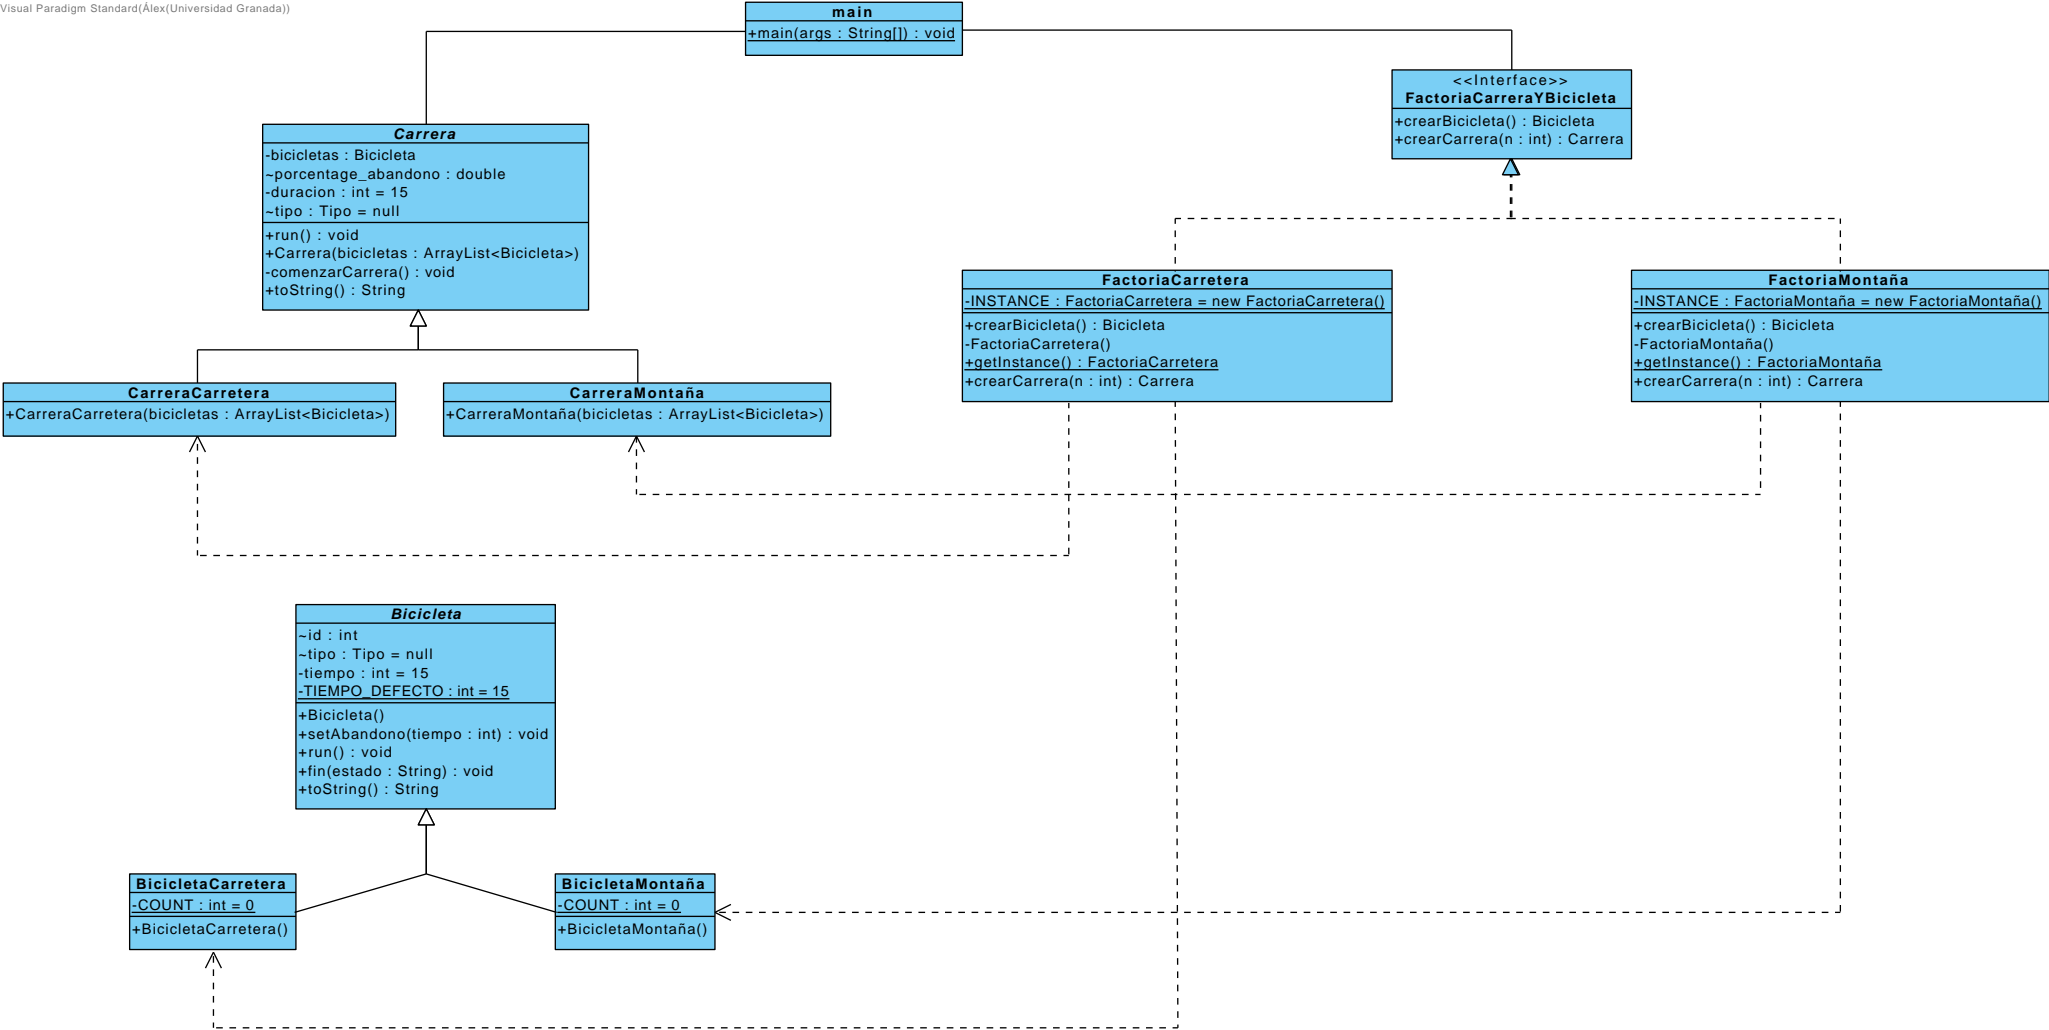 Visual Paradigm Standard(Álex(Universidad Granada))
main
+main(args : String[]) : void
<<Interface>>
FactoriaCarreraYBicicleta
+crearBicicleta() : Bicicleta
+crearCarrera(n : int) : Carrera
Carrera
-bicicletas : Bicicleta
~porcentage_abandono : double
-duracion : int = 15
~tipo : Tipo = null
+run() : void
+Carrera(bicicletas : ArrayList<Bicicleta>)
-comenzarCarrera() : void
+toString() : String
FactoriaCarretera
-INSTANCE : FactoriaCarretera = new FactoriaCarretera()
+crearBicicleta() : Bicicleta
-FactoriaCarretera()
+getInstance() : FactoriaCarretera
+crearCarrera(n : int) : Carrera
FactoriaMontaña
-INSTANCE : FactoriaMontaña = new FactoriaMontaña()
+crearBicicleta() : Bicicleta
-FactoriaMontaña()
+getInstance() : FactoriaMontaña
+crearCarrera(n : int) : Carrera
CarreraCarretera
+CarreraCarretera(bicicletas : ArrayList<Bicicleta>)
CarreraMontaña
+CarreraMontaña(bicicletas : ArrayList<Bicicleta>)
Bicicleta
~id : int
~tipo : Tipo = null
-tiempo : int = 15
-TIEMPO_DEFECTO : int = 15
+Bicicleta()
+setAbandono(tiempo : int) : void
+run() : void
+fin(estado : String) : void
+toString() : String
BicicletaCarretera
-COUNT : int = 0
+BicicletaCarretera()
BicicletaMontaña
-COUNT : int = 0
+BicicletaMontaña()